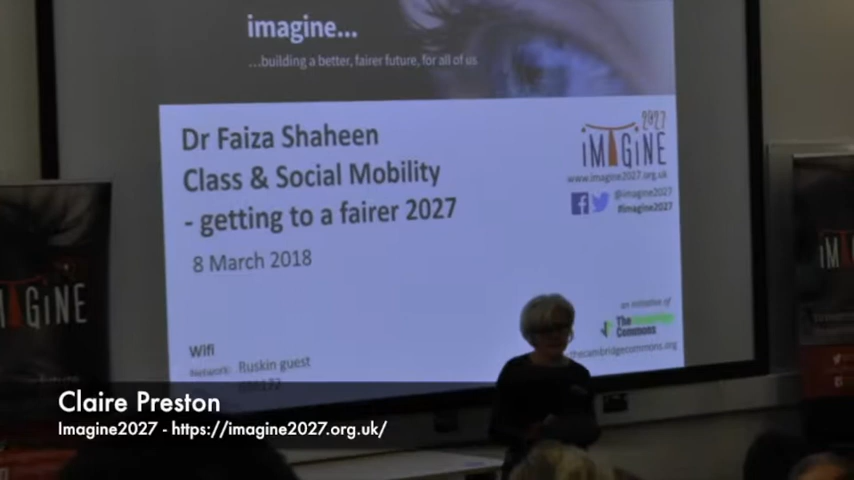 imagine...
...building a better, fairer future, for all of us
Dr Faiza Shaheen
Class & Social Mobility
- getting to a fairer 2027
8 March 2018
2027
iMAGiNE
www.imagine2027.org.uk
@imagine2027
#imagine2027
an initiative of
The
Commons
thecambridgecommons.org
Wifi
Network: Ruskin guest
Claire Preston
Imagine2027 - https://imagine2027.org.uk/